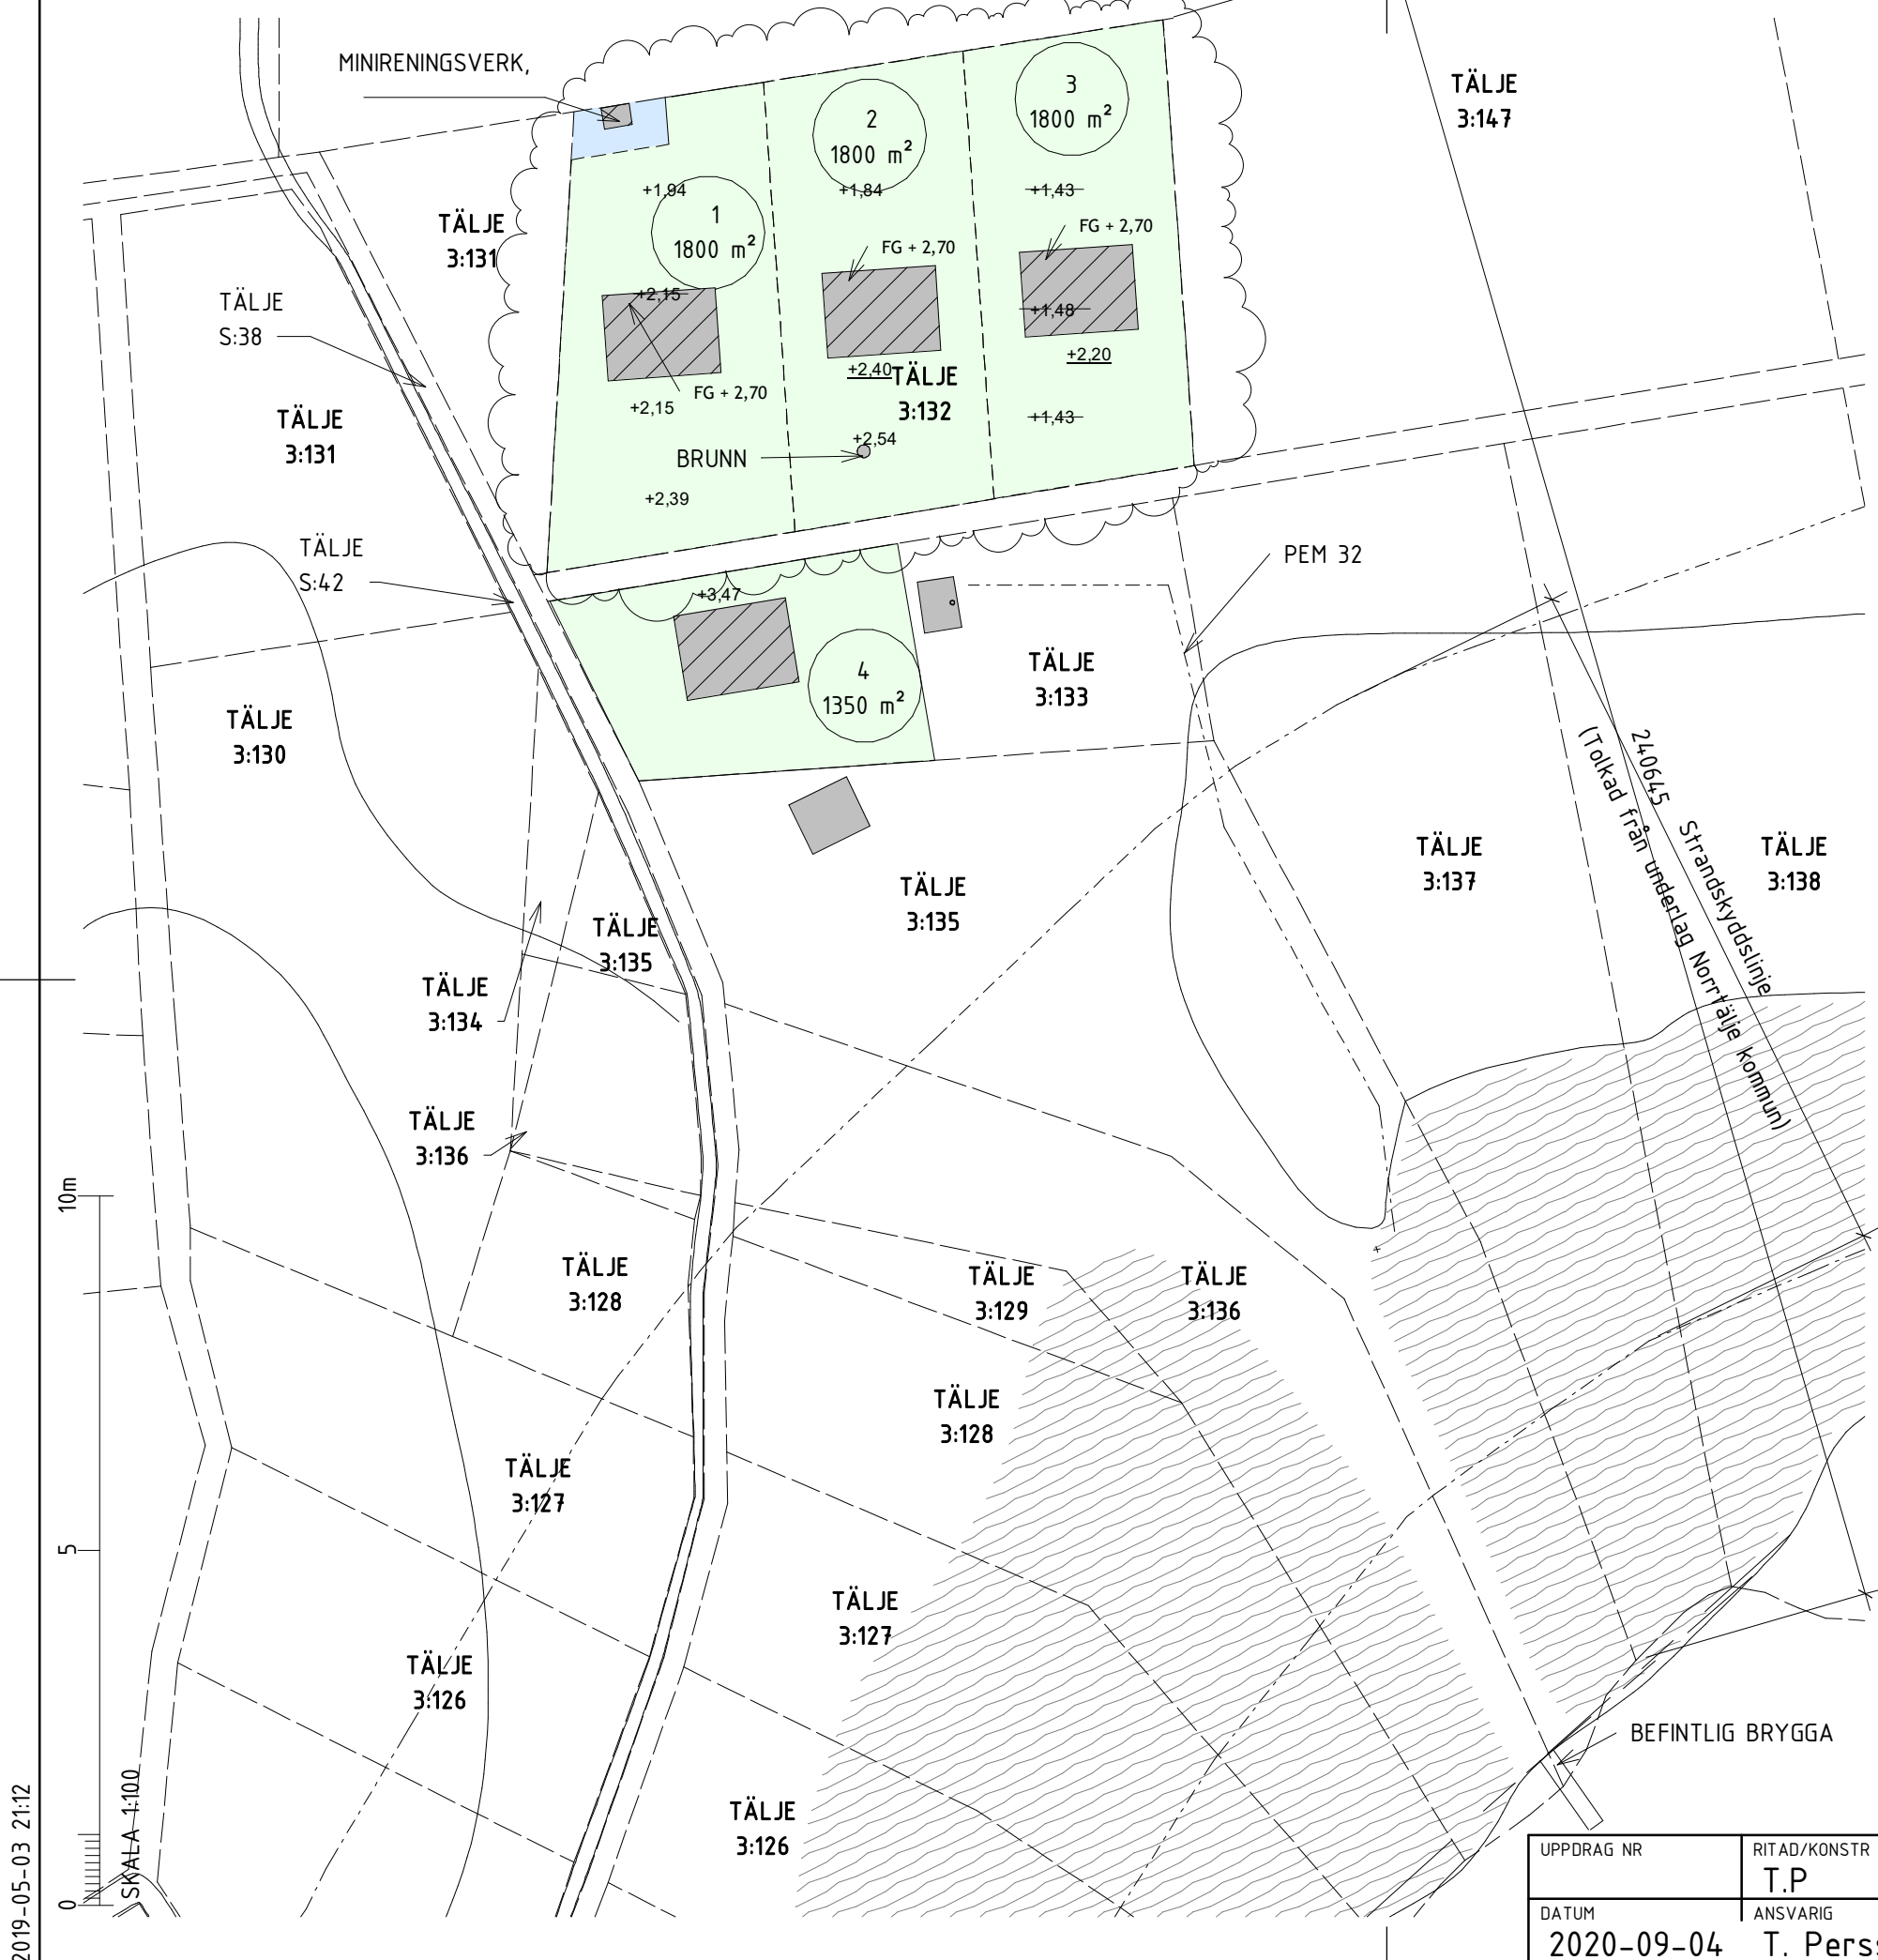 MINIRENINGSVERK,
3
1800 m²
TÄLJE
3:147
2
1800 m²
+1,94
+1,84
+1,43
1
1800 m²
TÄLJE
3:131
FG + 2,70
FG + 2,70
TÄLJE
S:38
+2,15
+1,48
+2,20
+2,40
TÄLJE
3:132
FG + 2,70
+2,15
+1,43
TÄLJE
3:131
+2,54
BRUNN
+2,39
TÄLJE
S:42
PEM 32
+3,47
4
1350 m²
TÄLJE
3:133
TÄLJE
3:130
240645 Strandskyddslinje
(Tolkad från underlag Norrtälje kommun)
TÄLJE
3:137
TÄLJE
3:138
TÄLJE
3:135
TÄLJE
3:135
TÄLJE
3:134
TÄLJE
3:136
10m
TÄLJE
3:128
TÄLJE
3:129
TÄLJE
3:136
TÄLJE
3:128
TÄLJE
3:127
5
TÄLJE
3:127
TÄLJE
3:126
BEFINTLIG BRYGGA
TÄLJE
3:126
SKALA 1:100
0
2019-05-03 21:12
UPPDRAG NR
RITAD/KONSTR
T.P
DATUM
2020-09-04
ANSVARIG
T.